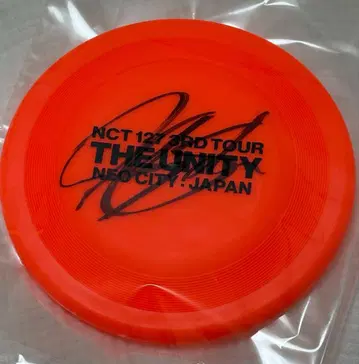 NCT 127 3RD TOUR
THE UNITY
NEO CITY : JAPAN